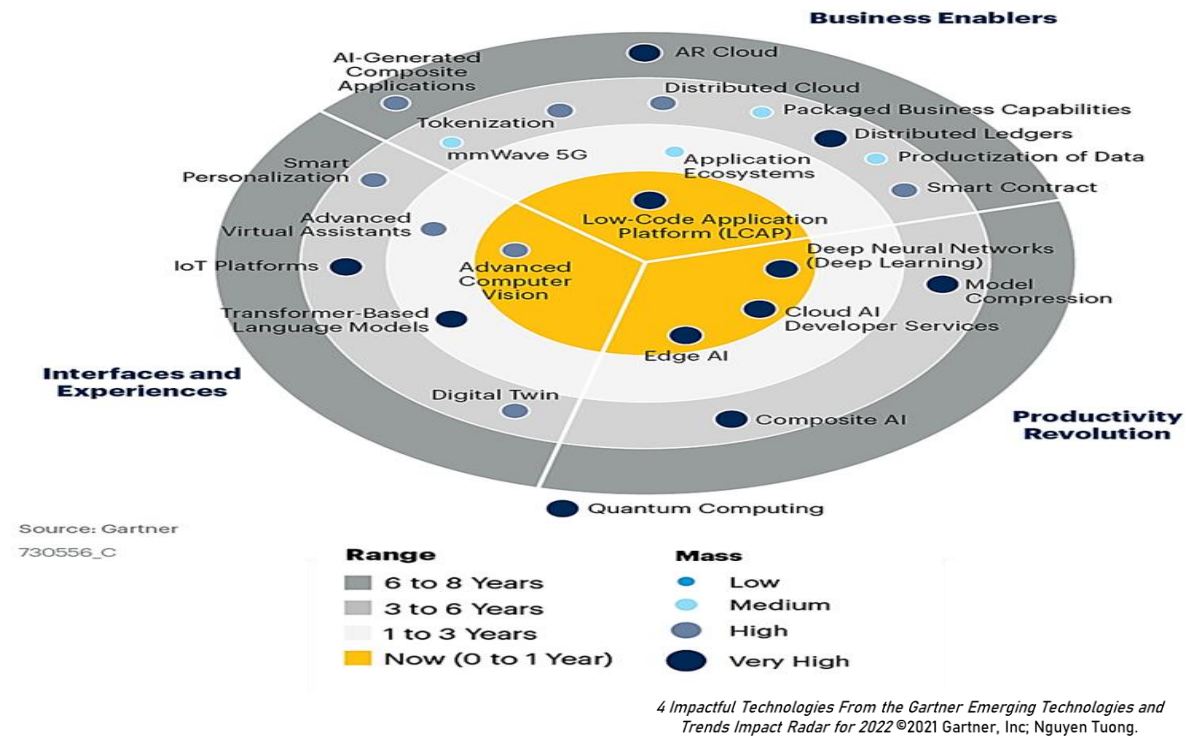 Business Enablers
AR Cloud
AI-Generated
Composite
Applications
Distributed Cloud
Packaged Business Capabilities
Tokenization
Distributed Ledgers
mmWave 5G
Application
Ecosystems
Productization of Data
Smart
Personalization
Smart Contract
Low-Code Application
Platform (LCAP)
Advanced
Virtual Assistants
Deep Neural Networks
(Deep Learning)
IoT Platforms
Advanced
Computer
Vision
Model
Compression
Transformer-Based
Language Models
Cloud AI
Developer Services
Edge AI
Interfaces and
Experiences
Digital Twin
Composite AI
Productivity
Revolution
Quantum Computing
Source: Gartner
730556_C
Range
6 to 8 Years
3 to 6 Years
1 to 3 Years
Now (0 to 1 Year)
Mass
Low
Medium
High
Very High
4 Impactful Technologies From the Gartner Emerging Technologies and
Trends Impact Radar for 2022 ©2021 Gartner, Inc; Nguyen Tuong.